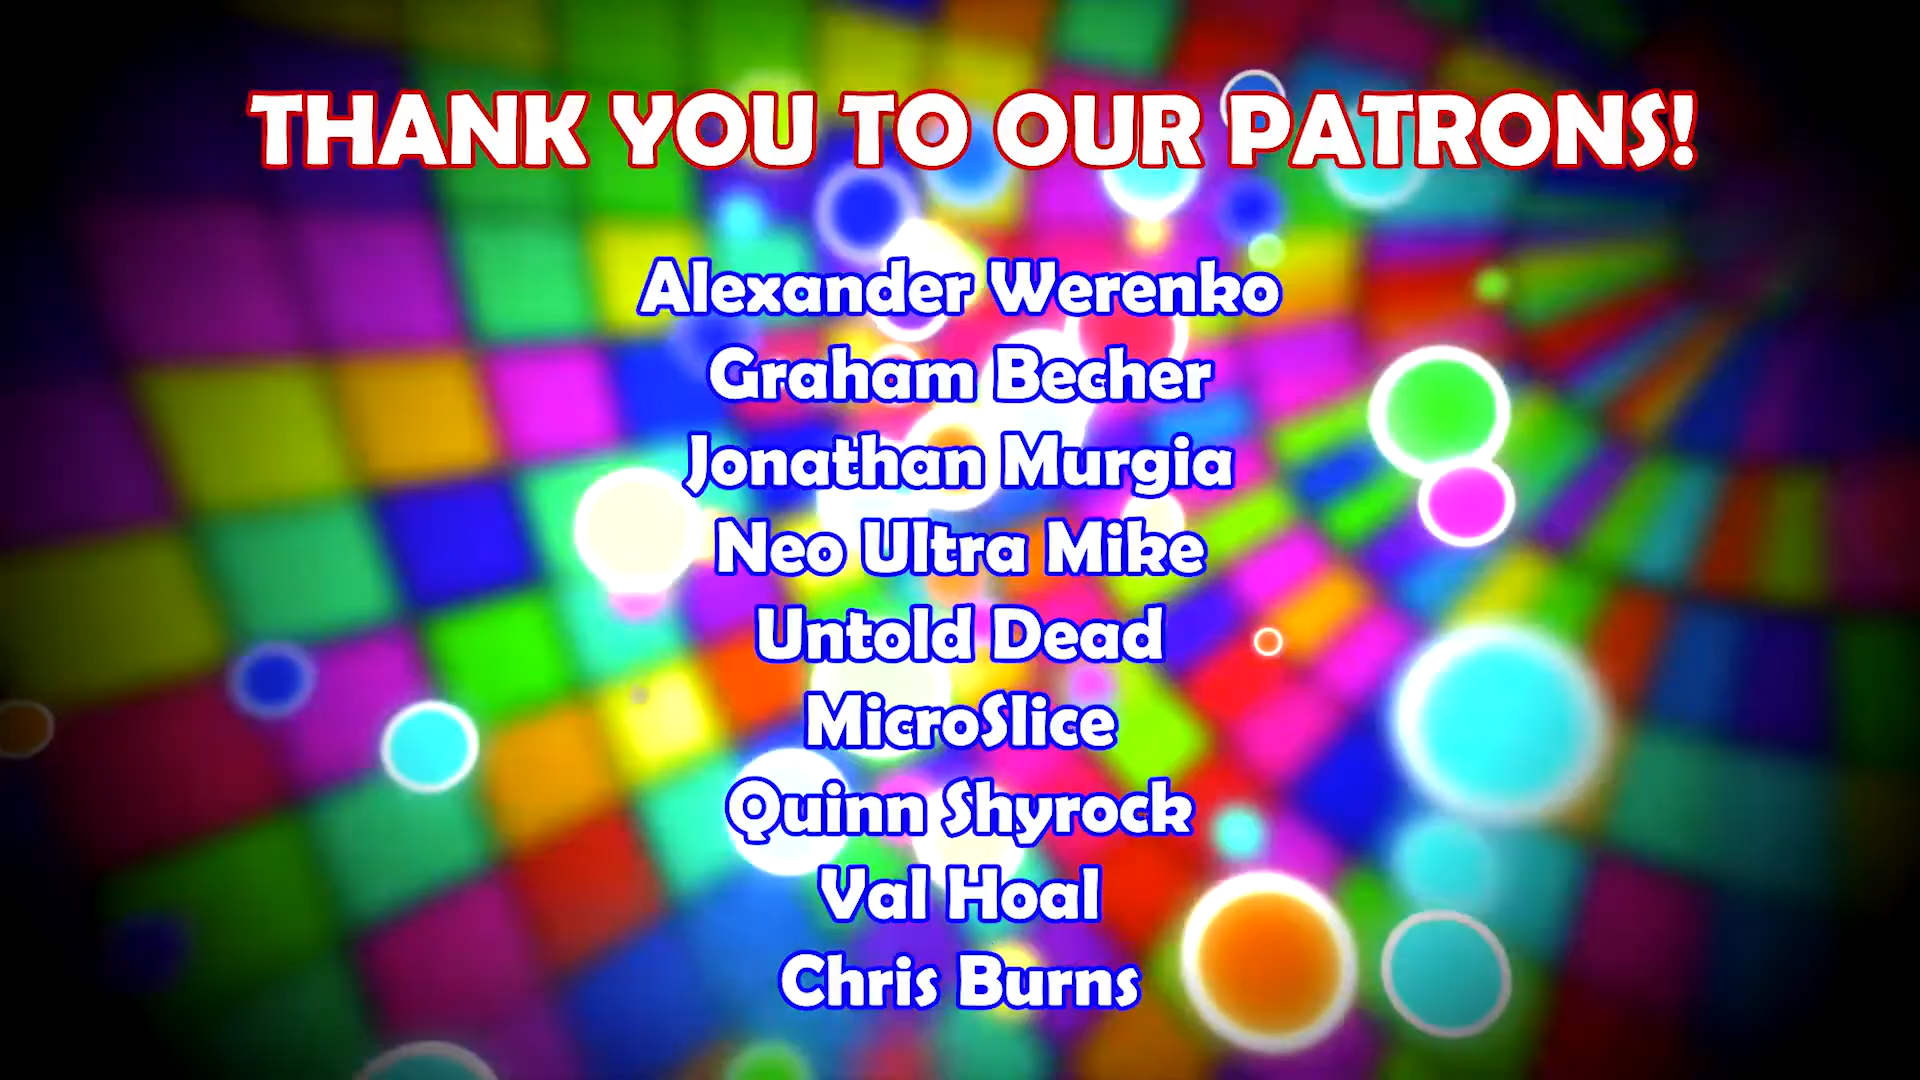 THANK YOU TO OUR PATRONS!
Alexander Werenko
Graham Becher
Jonathan Murgia
Neo Ultra Mike
Untold Dead
MicroSlice
Quinn Shyrock
Val Hoal
Chris Burns